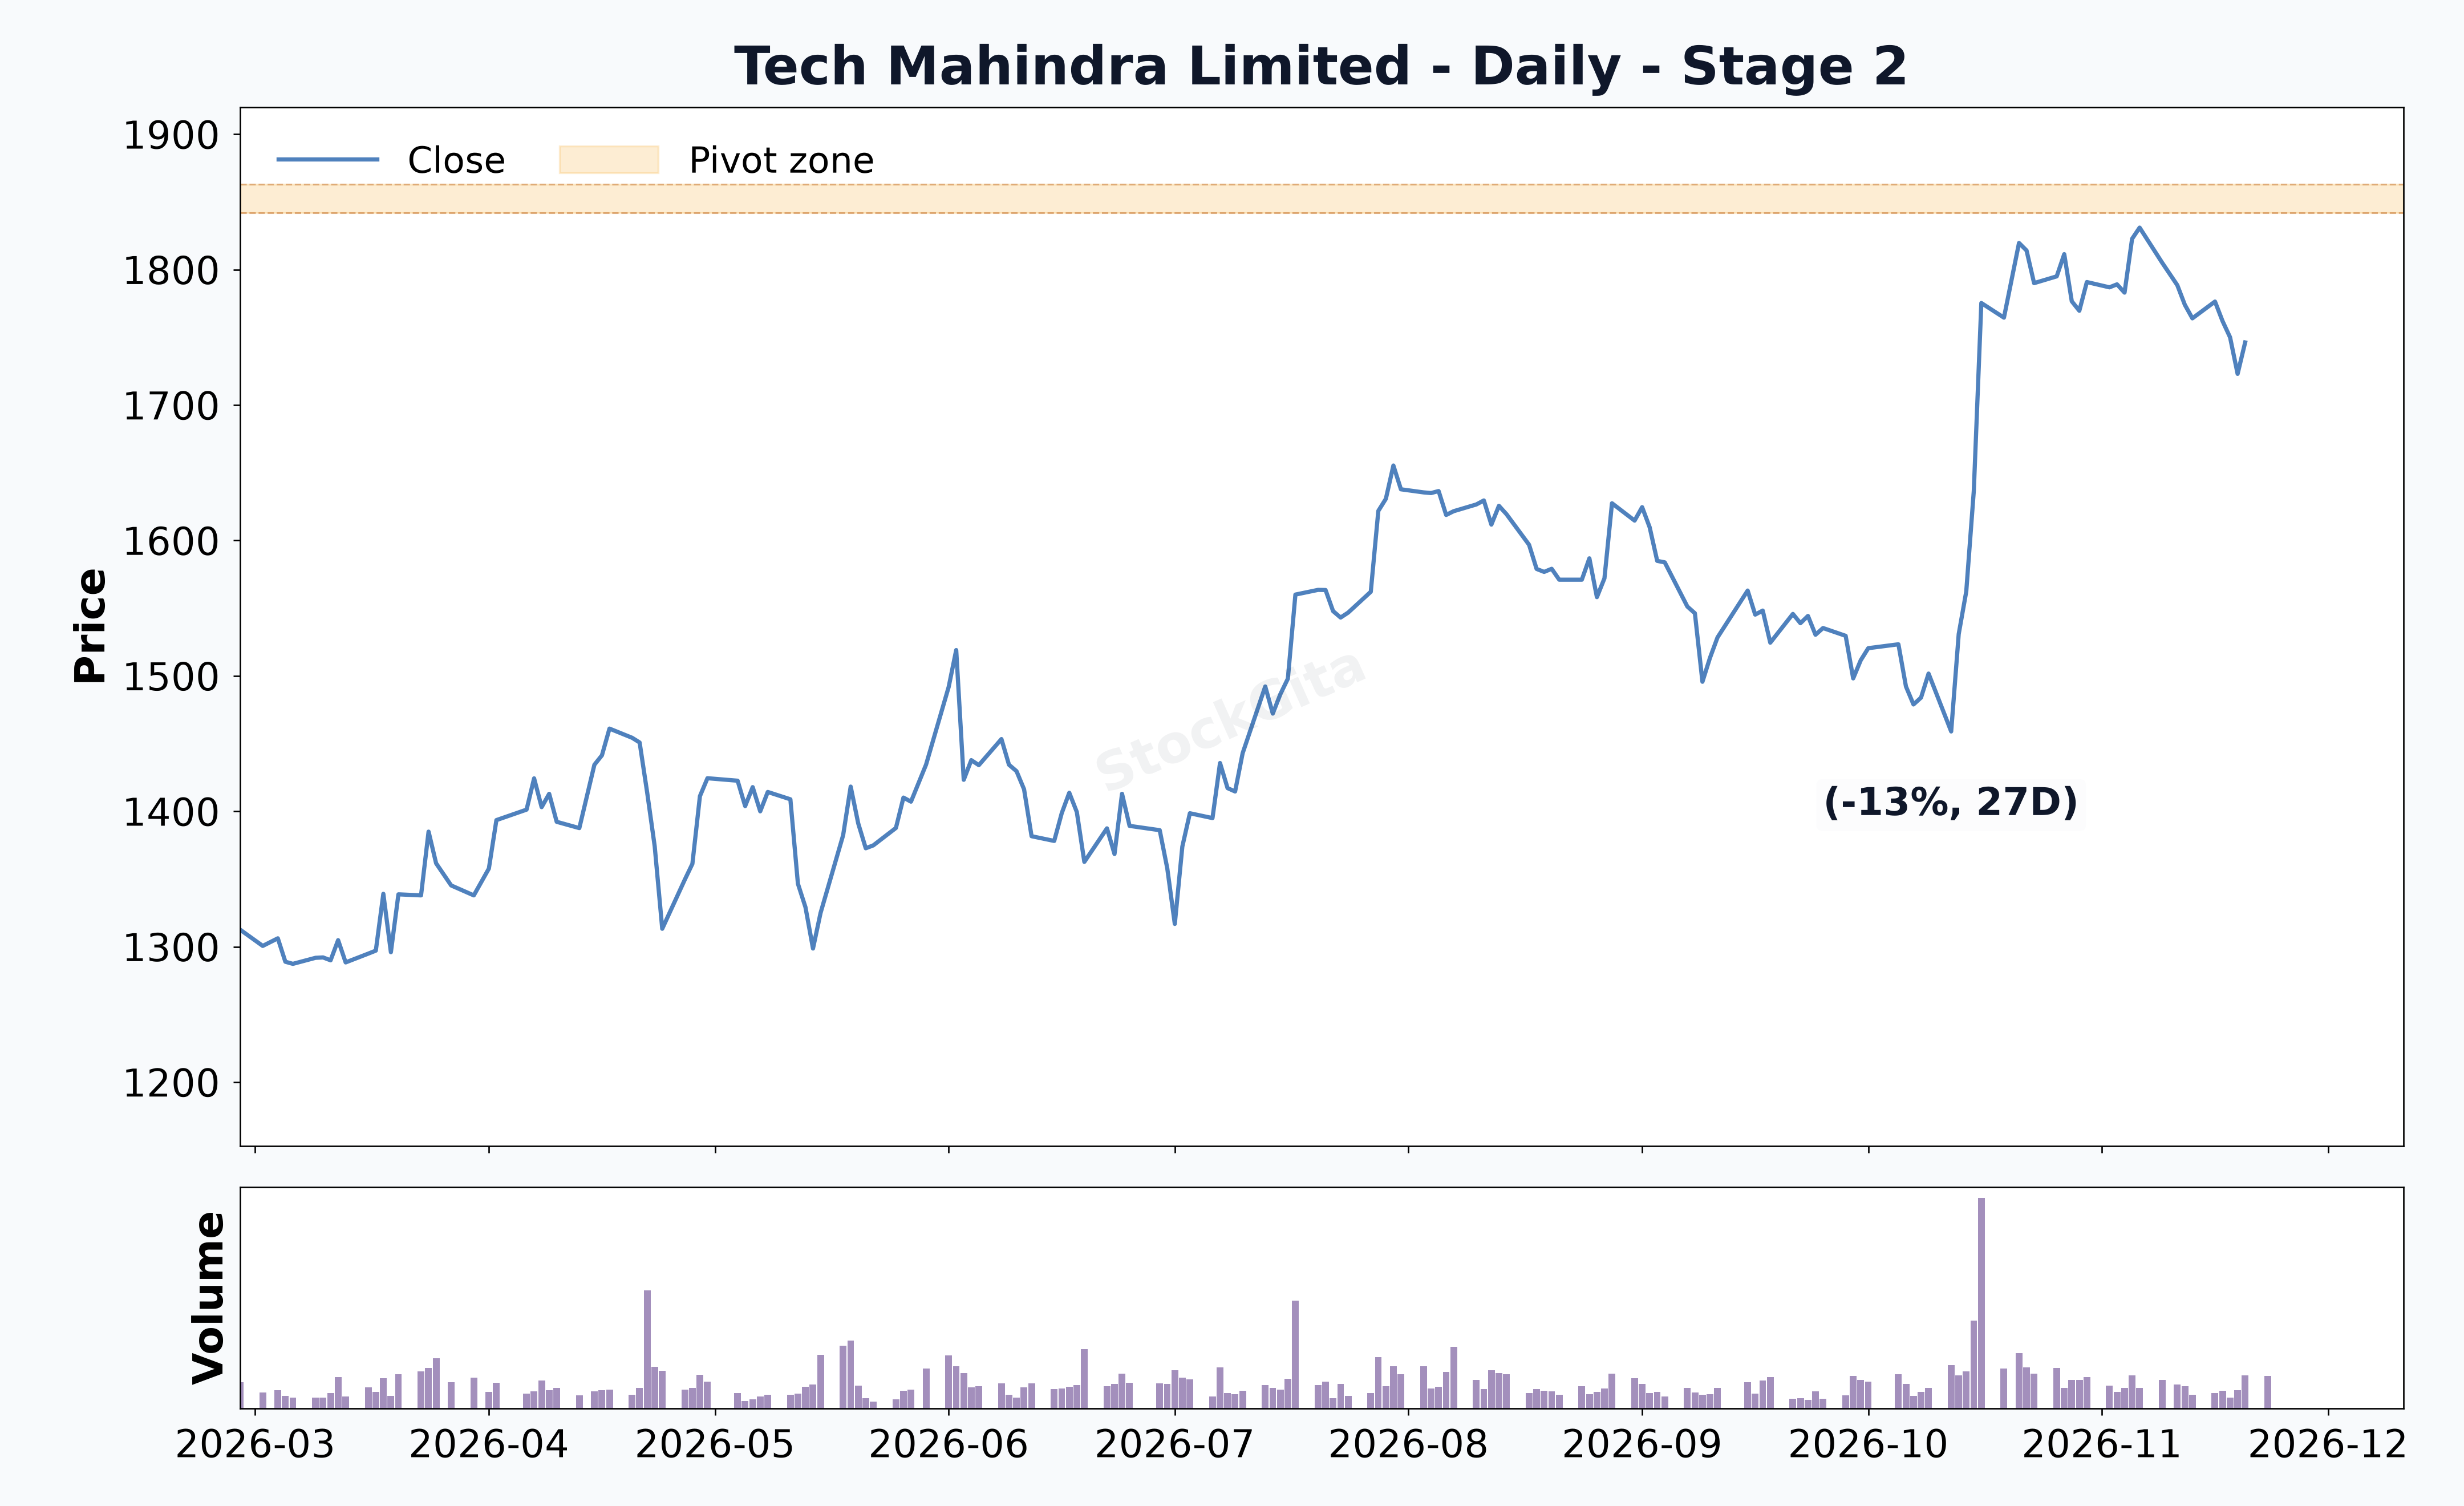 Tech Mahindra Limited - Daily - Stage 2
Close
Pivot zone
1900
1800
1700
1600
1500
1400
1300
1200
Price
StockGita
(-13%, 27D)
Volume
2026-03
2026-04
2026-05
2026-06
2026-07
2026-08
2026-09
2026-10
2026-11
2026-12